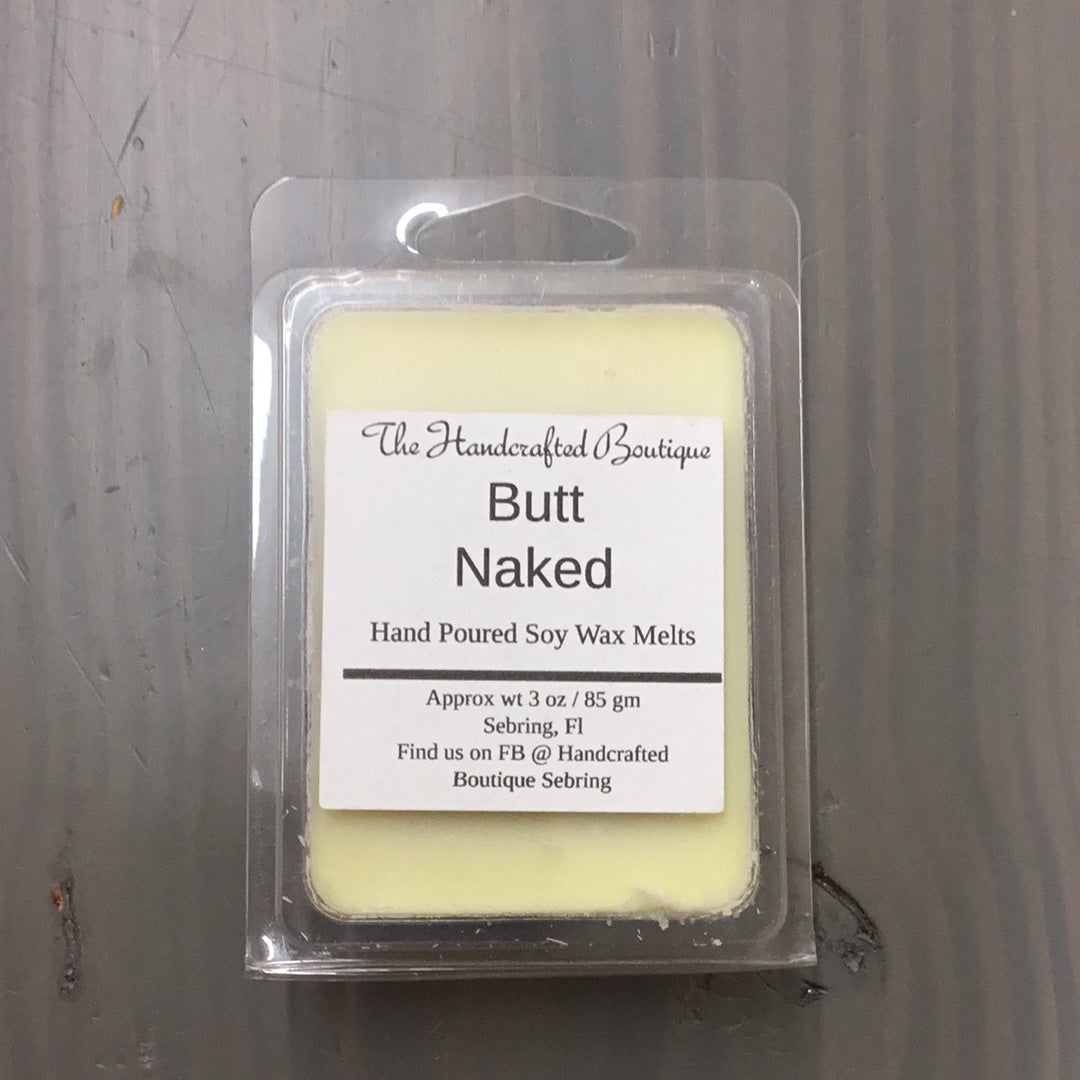 The Handcrafted Boutique
Butt
Naked
Hand Poured Soy Wax Melts
Approx wt 3 oz / 85 gm
Sebring, Fl
Find us on FB @ Handcrafted
Boutique Sebring